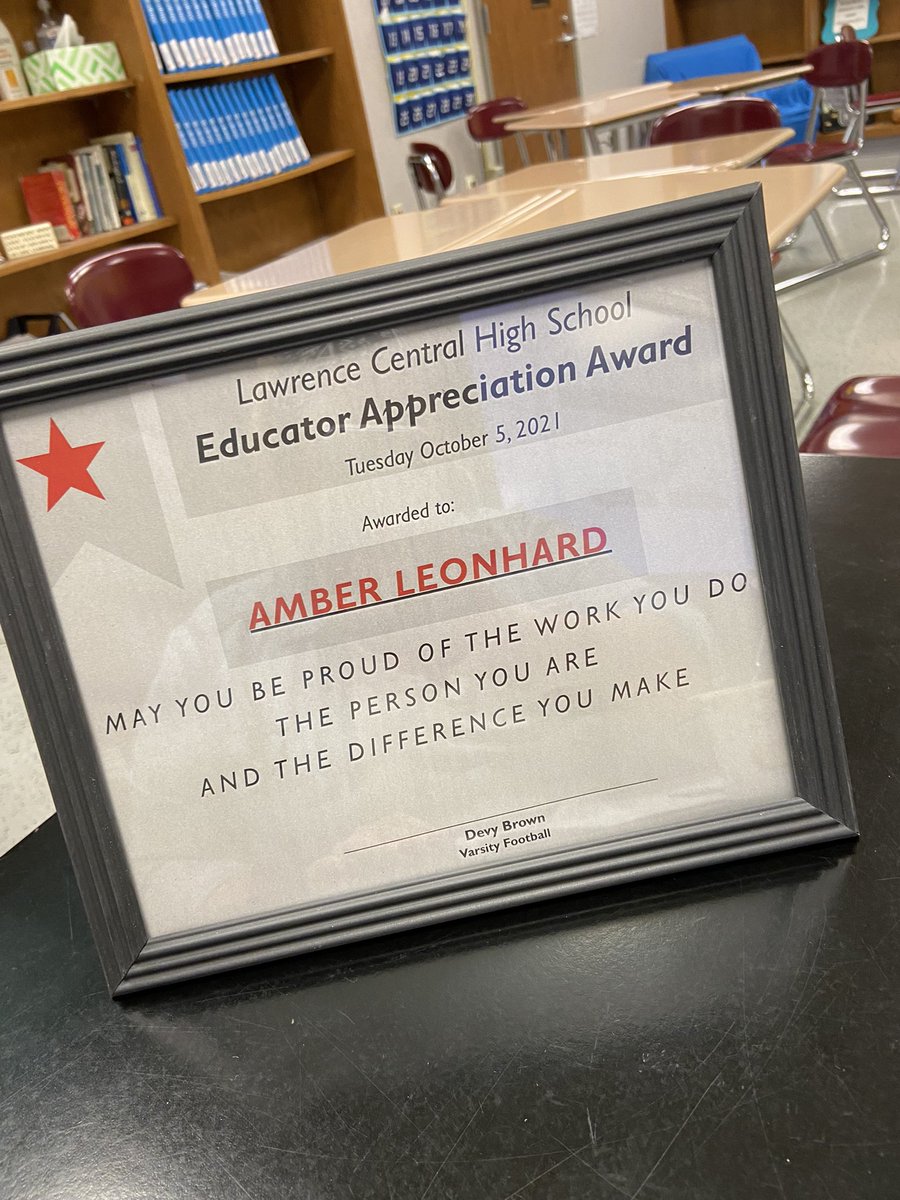 Lawrence Central High School
Educator Appreciation Award
Tuesday October 5, 2021
Awarded to:
AMBER LEONHARD
MAY YOU BE PROUD OF THE WORK YOU DO
THE PERSON YOU ARE
AND THE DIFFERENCE YOU MAKE
Devy Brown
Varsity Football